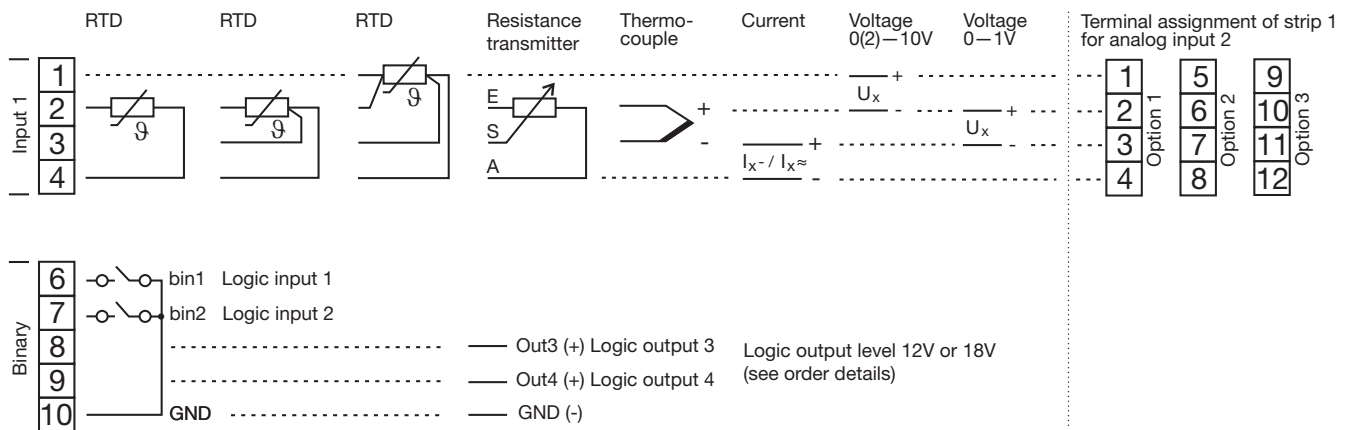 RTD RTD RTD Resistance transmitter Thermo-couple Current Voltage 0(2)—10V Voltage 0—1V Terminal assignment of strip 1 for analog input 2
Input 1
1 + 1 5 9
2 ϑ ϑ ϑ E + Ux - + 2 6 10
3 S - + Ux - 3 7 11
4 A Ix- / Ix≈ - 4 8 12
Option 1 Option 2 Option 3
Binary
6 bin1 Logic input 1
7 bin2 Logic input 2
8 Out3 (+) Logic output 3 Logic output level 12V or 18V
9 Out4 (+) Logic output 4 (see order details)
10 GND GND (-)